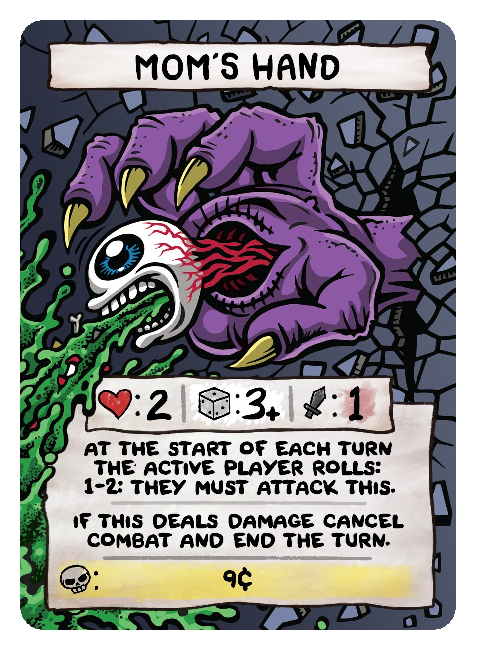 MOM'S HAND
:2 :3+ :1
AT THE START OF EACH TURN
THE ACTIVE PLAYER ROLLS:
1-2: THEY MUST ATTACK THIS.
IF THIS DEALS DAMAGE CANCEL
COMBAT AND END THE TURN.
: 9¢